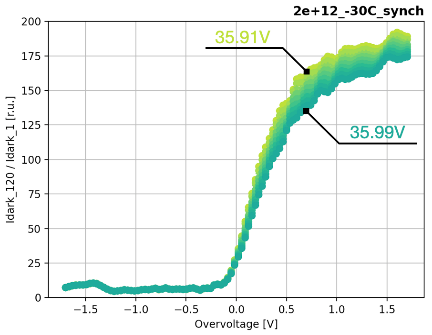 2e+12_-30C_synch
200
175
150
125
100
75
50
25
0
Idark_120 / Idark_1 [r.u.]
35.91V
35.99V
−1.5 −1.0 −0.5 0.0 0.5 1.0 1.5
Overvoltage [V]